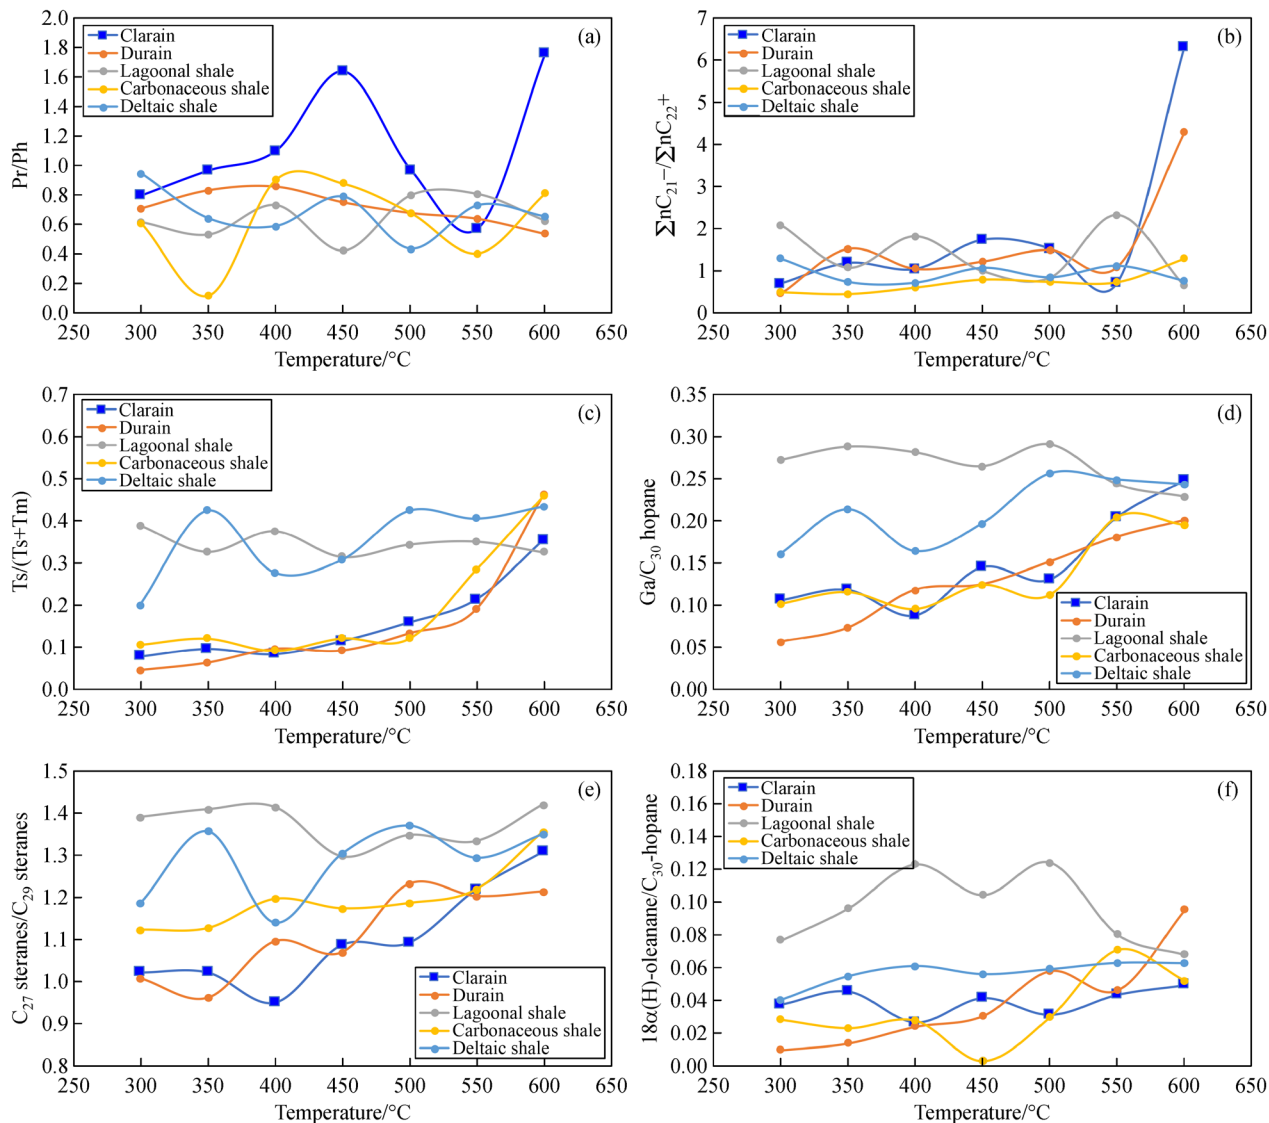 (a)
Pr/Ph
2.0
1.8
1.6
1.4
1.2
1.0
0.8
0.6
0.4
0.2
0.0
Clarain
Durain
Lagoonal shale
Carbonaceous shale
Deltaic shale
250 300 350 400 450 500 550 600 650
Temperature/°C
(b)
∑nC₂₁−/∑nC₂₂+
7
6
5
4
3
2
1
0
Clarain
Durain
Lagoonal shale
Carbonaceous shale
Deltaic shale
250 300 350 400 450 500 550 600 650
Temperature/°C
(c)
Ts/(Ts+Tm)
0.7
0.6
0.5
0.4
0.3
0.2
0.1
0.0
Clarain
Durain
Lagoonal shale
Carbonaceous shale
Deltaic shale
250 300 350 400 450 500 550 600 650
Temperature/°C
(d)
Ga/C₃₀ hopane
0.35
0.30
0.25
0.20
0.15
0.10
0.05
0.00
Clarain
Durain
Lagoonal shale
Carbonaceous shale
Deltaic shale
250 300 350 400 450 500 550 600 650
Temperature/°C
(e)
C₂₇ steranes/C₂₉ steranes
1.5
1.4
1.3
1.2
1.1
1.0
0.9
0.8
Clarain
Durain
Lagoonal shale
Carbonaceous shale
Deltaic shale
250 300 350 400 450 500 550 600 650
Temperature/°C
(f)
18α(H)-oleanane/C₃₀-hopane
0.18
0.16
0.14
0.12
0.10
0.08
0.06
0.04
0.02
0.00
Clarain
Durain
Lagoonal shale
Carbonaceous shale
Deltaic shale
250 300 350 400 450 500 550 600 650
Temperature/°C